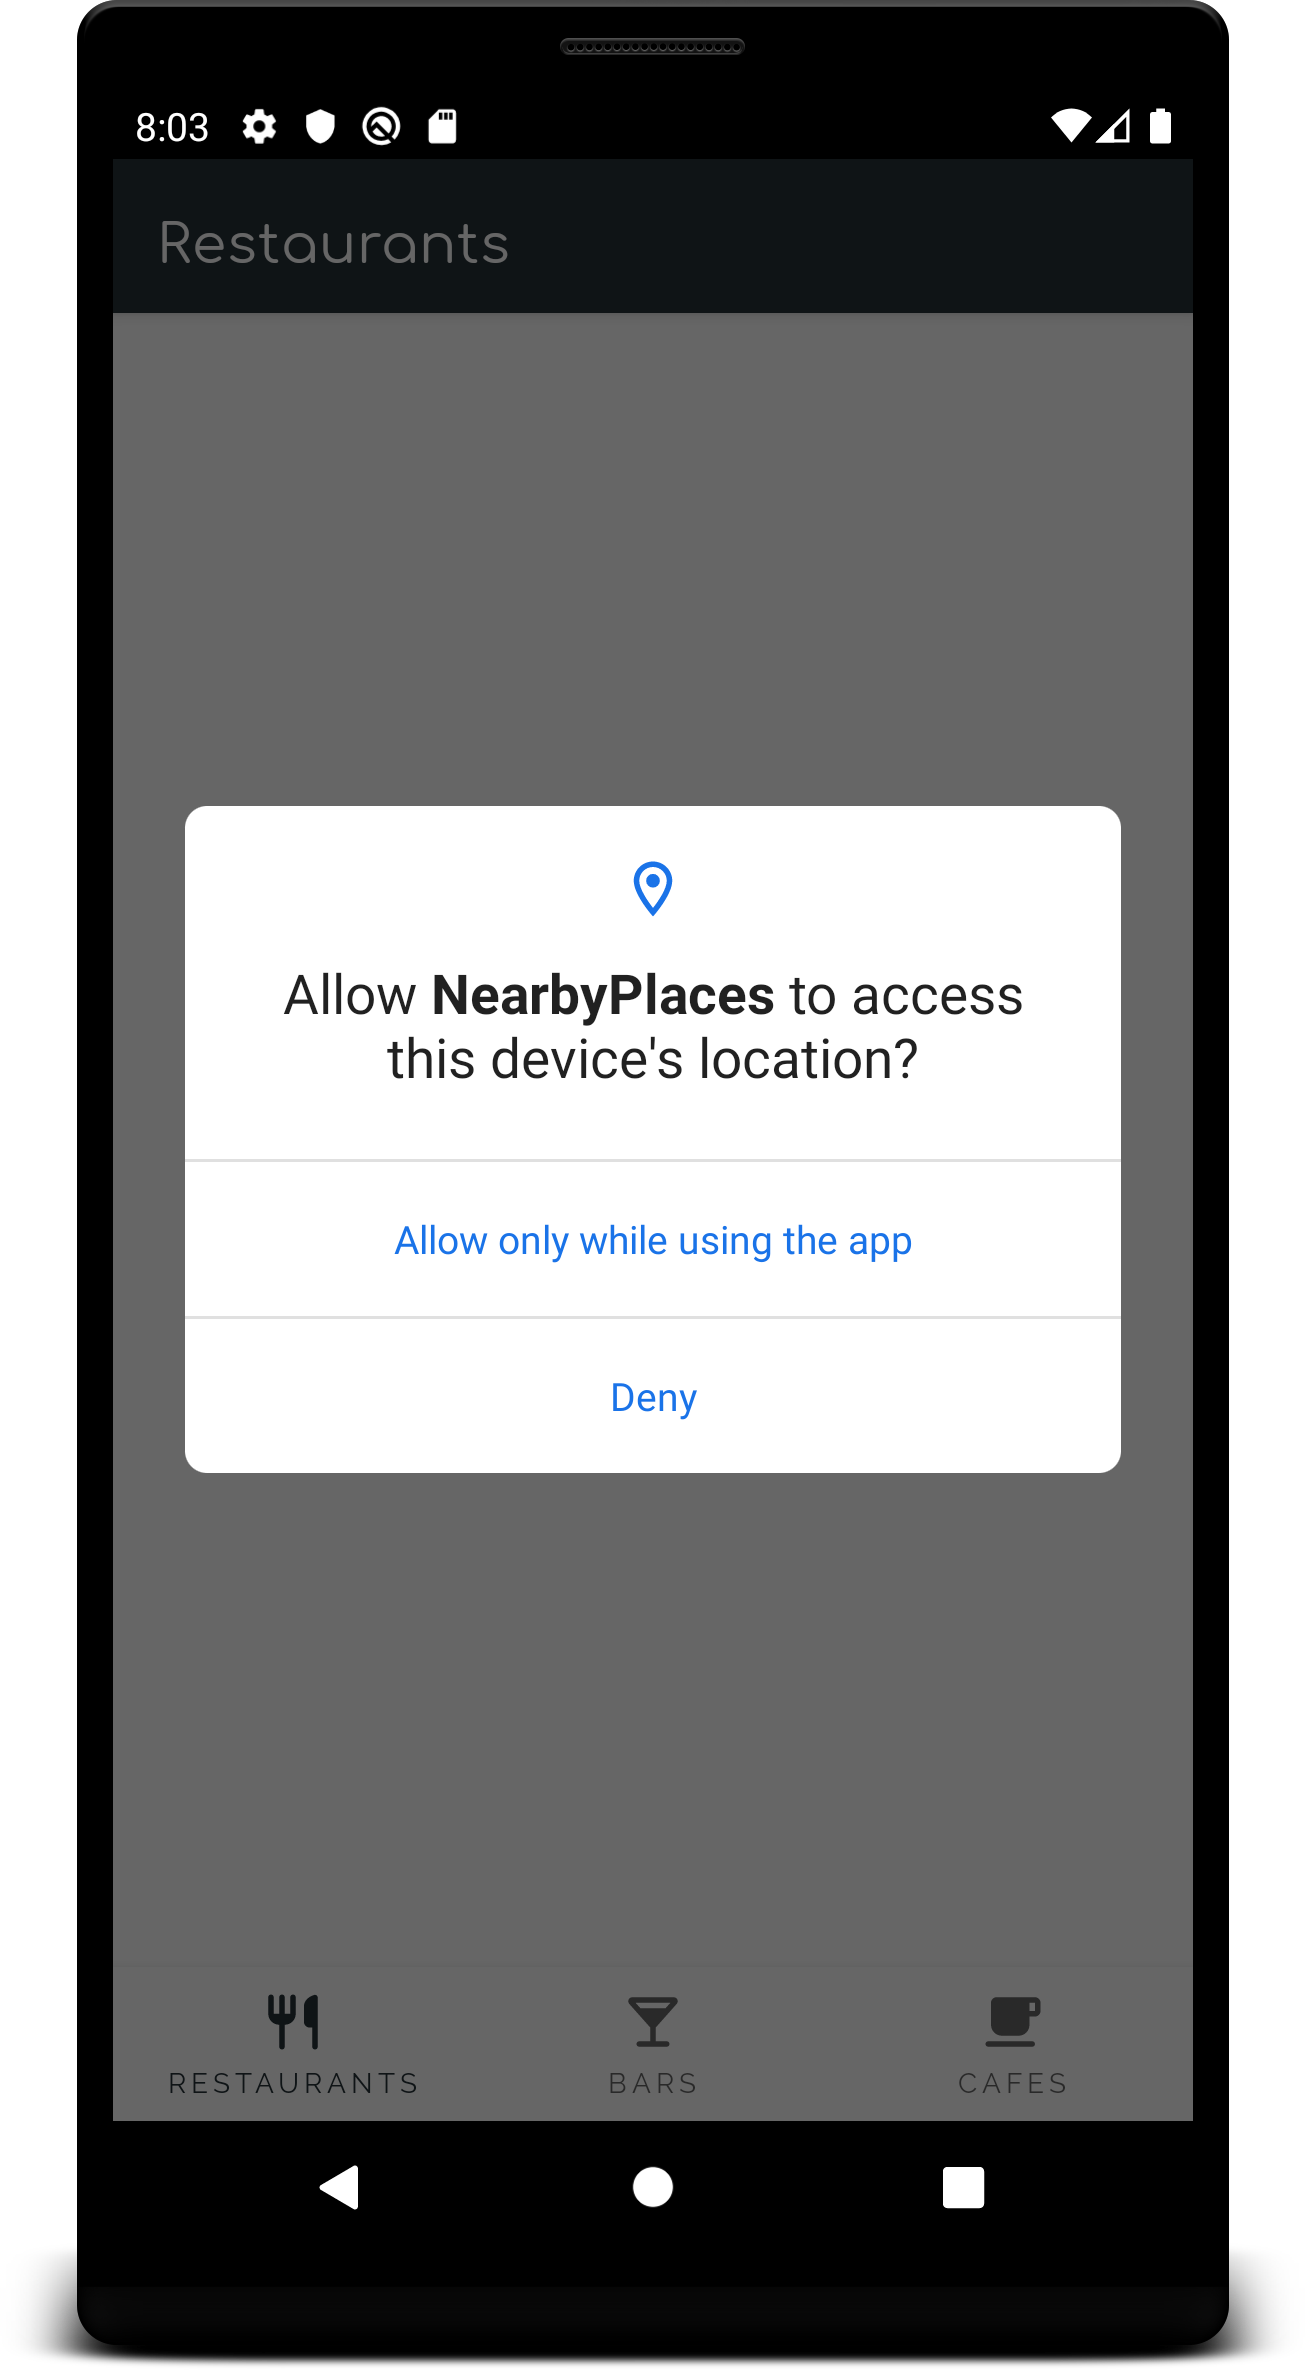 8:03
Restaurants
Allow NearbyPlaces to access
this device's location?
Allow only while using the app
Deny
RESTAURANTS
BARS
CAFES